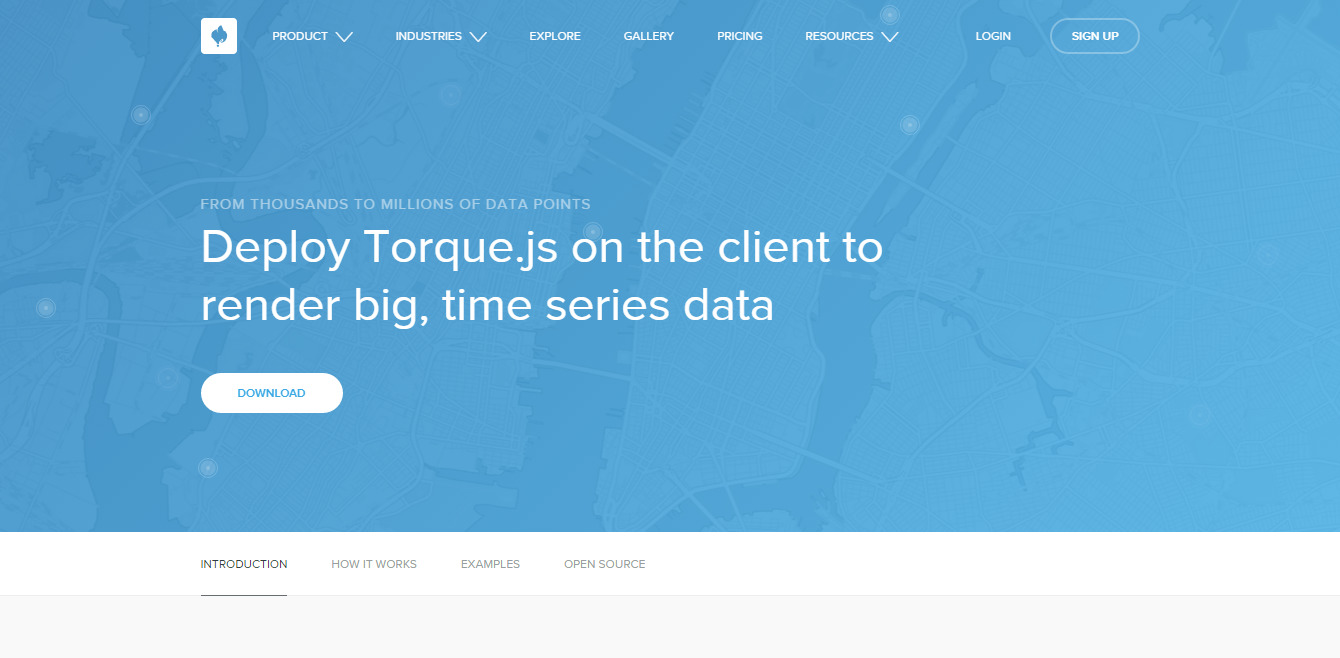 PRODUCT INDUSTRIES EXPLORE GALLERY PRICING RESOURCES LOGIN SIGN UP
FROM THOUSANDS TO MILLIONS OF DATA POINTS
Deploy Torque.js on the client to
render big, time series data
DOWNLOAD
INTRODUCTION HOW IT WORKS EXAMPLES OPEN SOURCE